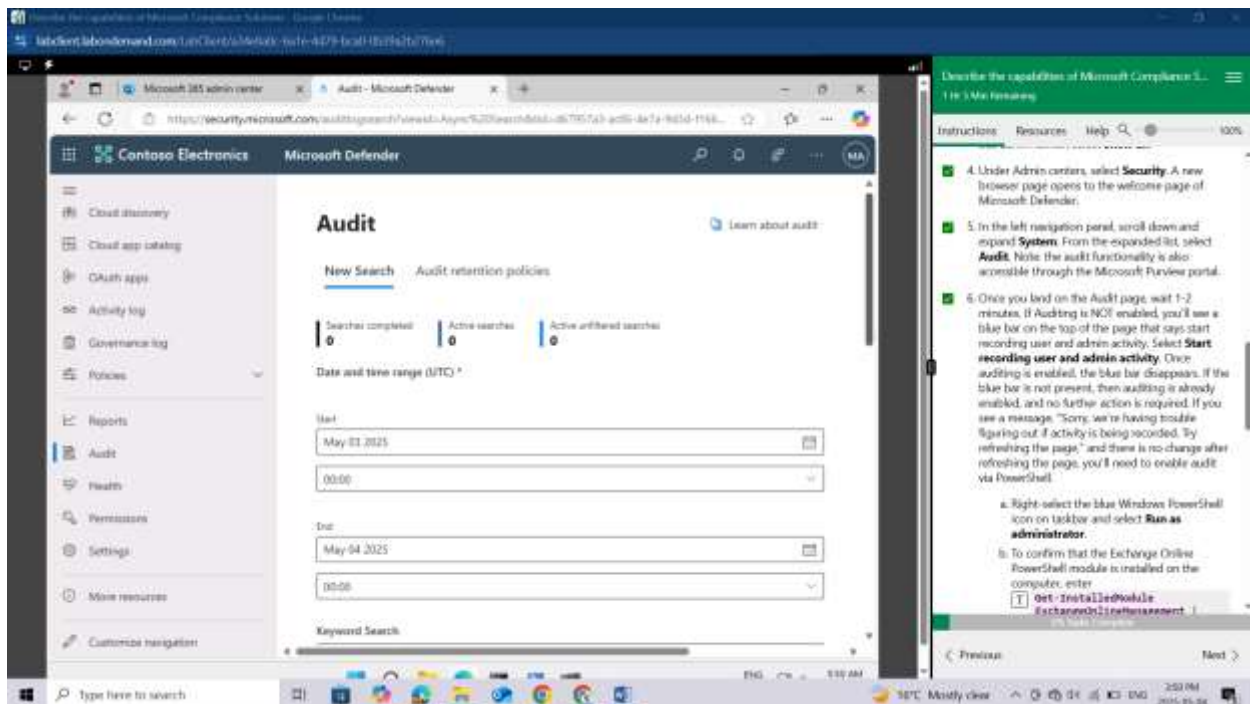 Describe the capabilities of Microsoft Compliance Solutions - Google Chrome
labclient.labondemand.com
Microsoft 365 admin center
Audit - Microsoft Defender
Contoso Electronics
Microsoft Defender
MA
Cloud discovery
Cloud app catalog
OAuth apps
Activity log
Governance log
Policies
Reports
Audit
Health
Permissions
Settings
More resources
Customize navigation
Audit
Learn about audit
New Search
Audit retention policies
Searches completed
0
Active searches
0
Active unfiltered searches
0
Date and time range (UTC) *
Start
May 03 2025
00:00
End
May 04 2025
00:00
Keyword Search
Describe the capabilities of Microsoft Compliance S...
1 Hr 5 Min Remaining
Instructions
Resources
Help
100%
4. Under Admin centers, select Security. A new
browser page opens to the welcome page of
Microsoft Defender.
5. In the left navigation panel, scroll down and
expand System. From the expanded list, select
Audit. Note: the audit functionality is also
accessible through the Microsoft Purview portal.
6. Once you land on the Audit page, wait 1-2
minutes. If Auditing is NOT enabled, you'll see a
blue bar on the top of the page that says start
recording user and admin activity. Select Start
recording user and admin activity. Once
auditing is enabled, the blue bar disappears. If the
blue bar is not present, then auditing is already
enabled, and no further action is required. If you
see a message, "Sorry, we're having trouble
figuring out if activity is being recorded. Try
refreshing the page," and there is no change after
refreshing the page, you'll need to enable audit
via PowerShell.
a. Right-select the blue Windows PowerShell
icon on taskbar and select Run as
administrator.
b. To confirm that the Exchange Online
PowerShell module is installed on the
computer, enter
T Get-InstalledModule
ExchangeOnlineManagement |
Previous
Next
ENG
Type here to search
Mostly clear
ENG
2:53 PM